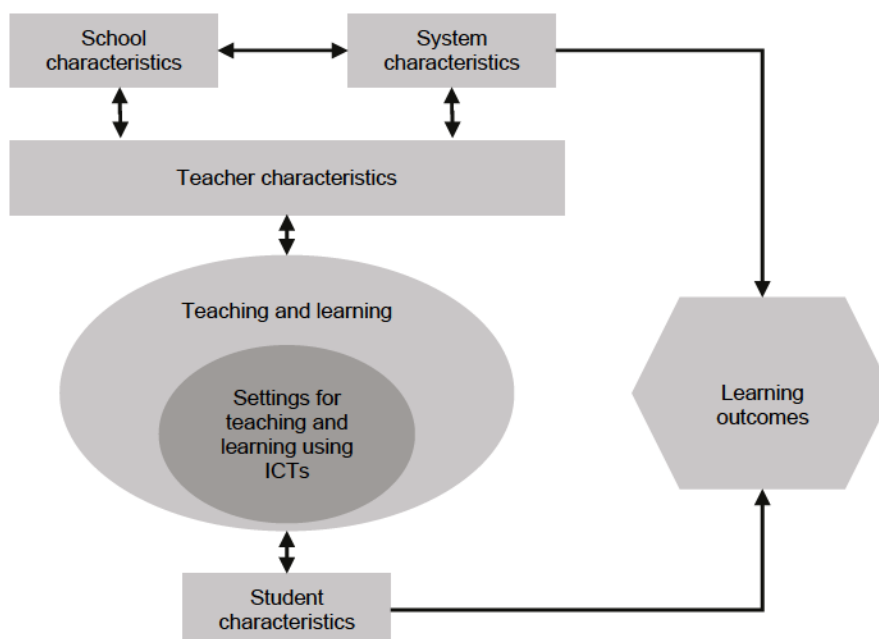 School
characteristics
System
characteristics
Teacher characteristics
Teaching and learning
Settings for
teaching and
learning using
ICTs
Learning
outcomes
Student
characteristics